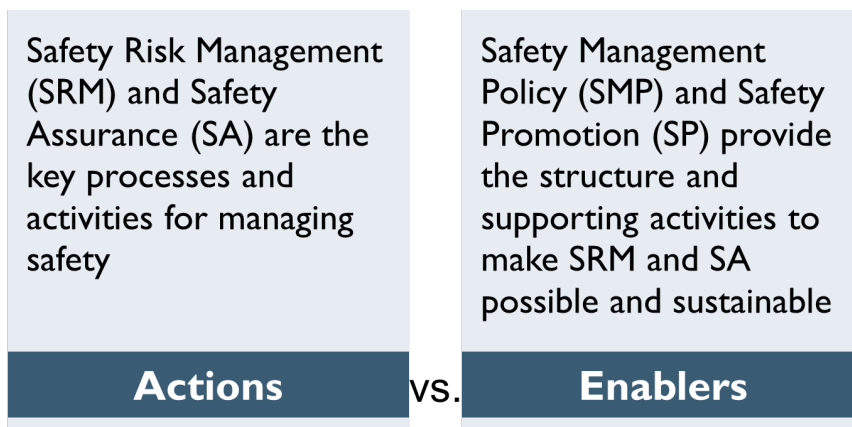 Safety Risk Management
(SRM) and Safety
Assurance (SA) are the
key processes and
activities for managing
safety
Actions
vs.
Safety Management
Policy (SMP) and Safety
Promotion (SP) provide
the structure and
supporting activities to
make SRM and SA
possible and sustainable
Enablers